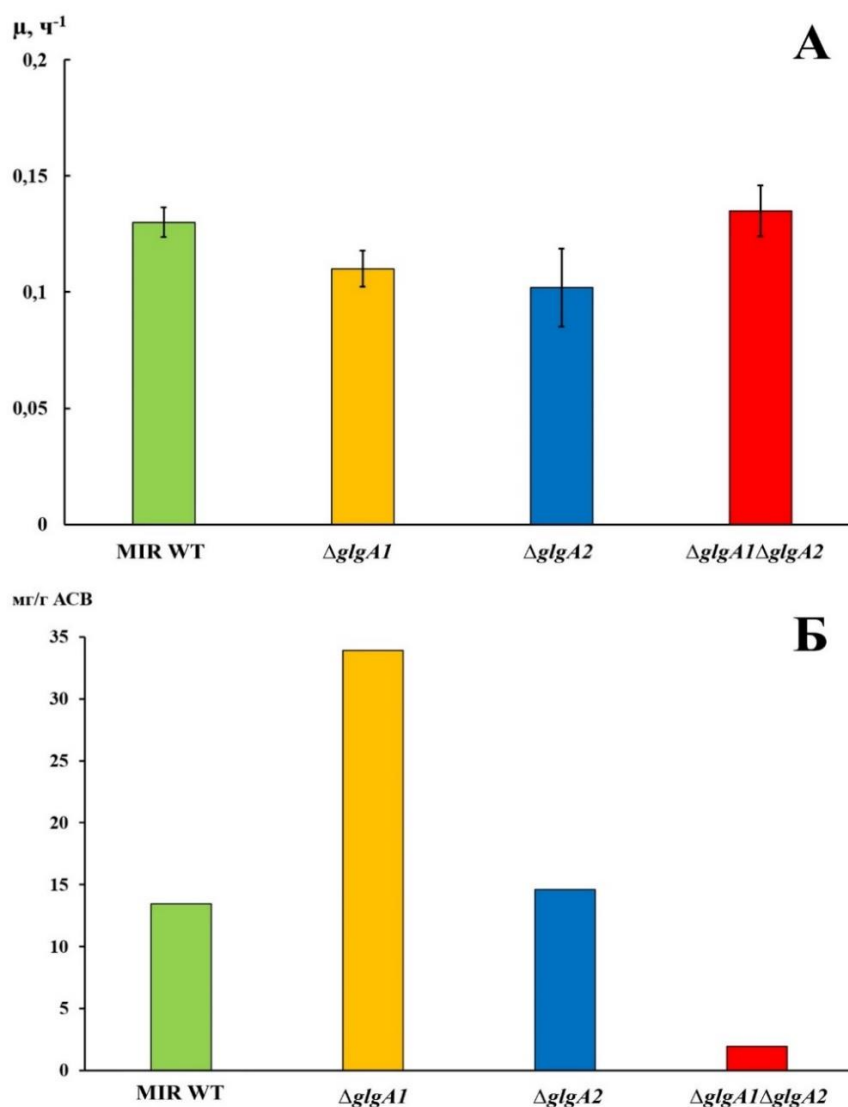 μ, ч⁻¹
А
0,2
0,15
0,1
0,05
0
MIR WT
ΔglgA1
ΔglgA2
ΔglgA1ΔglgA2
мг/г АСВ
Б
35
30
25
20
15
10
5
0
MIR WT
ΔglgA1
ΔglgA2
ΔglgA1ΔglgA2